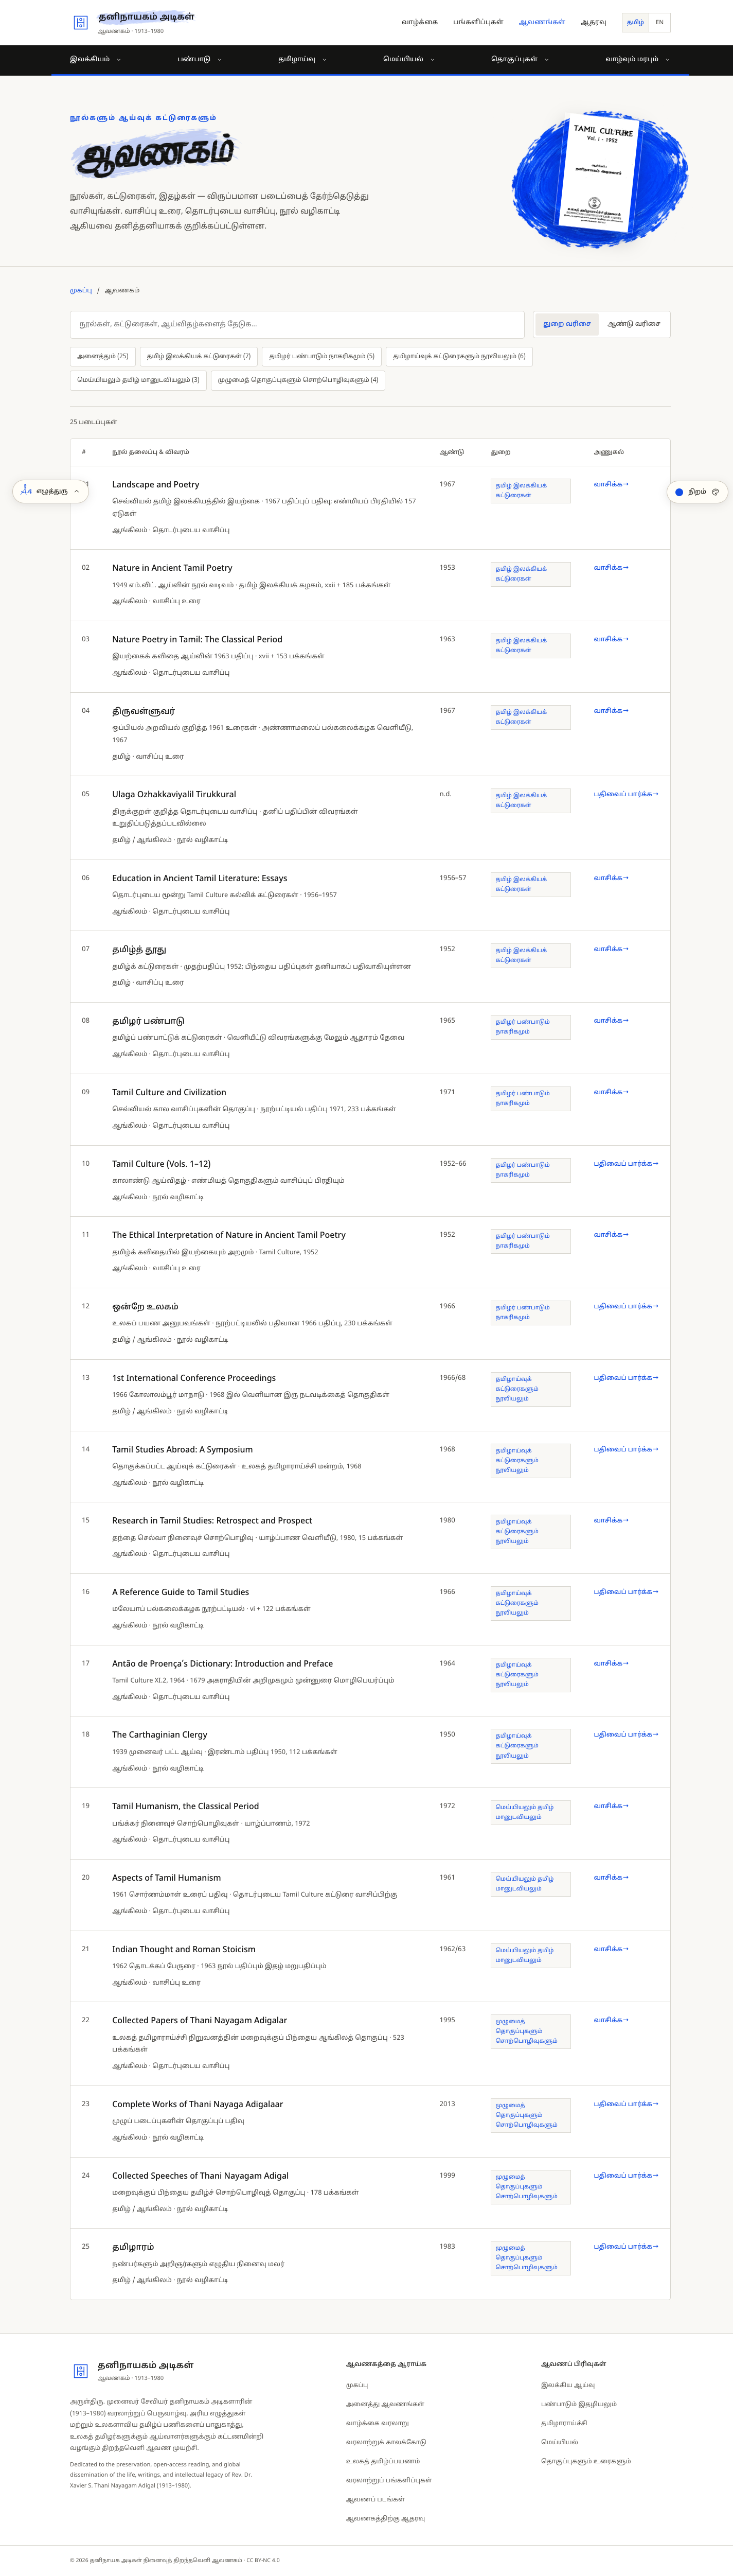 தனிநாயகம் அடிகள்
ஆவணகம் · 1913–1980
வாழ்க்கை
பங்களிப்புகள்
ஆவணங்கள்
ஆதரவு
தமிழ்
EN
இலக்கியம்
பண்பாடு
தமிழாய்வு
மெய்யியல்
தொகுப்புகள்
வாழ்வும் மரபும்
நூல்களும் ஆய்வுக் கட்டுரைகளும்
ஆவணகம்
நூல்கள், கட்டுரைகள், இதழ்கள் — விருப்பமான படைப்பைத் தேர்ந்தெடுத்து
வாசியுங்கள். வாசிப்பு உரை, தொடர்புடைய வாசிப்பு, நூல் வழிகாட்டி
ஆகியவை தனித்தனியாகக் குறிக்கப்பட்டுள்ளன.
TAMIL CULTURE
Vol. I - 1952
முகப்பு / ஆவணகம்
நூல்கள், கட்டுரைகள், ஆய்விதழ்களைத் தேடுக...
துறை வரிசை
ஆண்டு வரிசை
அனைத்தும் (25)
தமிழ் இலக்கியக் கட்டுரைகள் (7)
தமிழர் பண்பாடும் நாகரிகமும் (5)
தமிழாய்வுக் கட்டுரைகளும் நூலியலும் (6)
மெய்யியலும் தமிழ் மானுடவியலும் (3)
முழுமைத் தொகுப்புகளும் சொற்பொழிவுகளும் (4)
25 படைப்புகள்
# நூல் தலைப்பு & விவரம் ஆண்டு துறை அணுகல்
எழுத்துரு
நிறம்
Landscape and Poetry
செவ்வியல் தமிழ் இலக்கியத்தில் இயற்கை · 1967 பதிப்புப் பதிவு; எண்மியப் பிரதியில் 157
ஏடுகள்
ஆங்கிலம் · தொடர்புடைய வாசிப்பு
1967
தமிழ் இலக்கியக்
கட்டுரைகள்
வாசிக்க→
02
Nature in Ancient Tamil Poetry
1949 எம்.லிட். ஆய்வின் நூல் வடிவம் · தமிழ் இலக்கியக் கழகம், xxii + 185 பக்கங்கள்
ஆங்கிலம் · வாசிப்பு உரை
1953
தமிழ் இலக்கியக்
கட்டுரைகள்
வாசிக்க→
03
Nature Poetry in Tamil: The Classical Period
இயற்கைக் கவிதை ஆய்வின் 1963 பதிப்பு · xvii + 153 பக்கங்கள்
ஆங்கிலம் · தொடர்புடைய வாசிப்பு
1963
தமிழ் இலக்கியக்
கட்டுரைகள்
வாசிக்க→
04
திருவள்ளுவர்
ஒப்பியல் அறவியல் குறித்த 1961 உரைகள் · அண்ணாமலைப் பல்கலைக்கழக வெளியீடு,
1967
தமிழ் · வாசிப்பு உரை
1967
தமிழ் இலக்கியக்
கட்டுரைகள்
வாசிக்க→
05
Ulaga Ozhakkaviyalil Tirukkural
திருக்குறள் குறித்த தொடர்புடைய வாசிப்பு · தனிப் பதிப்பின் விவரங்கள்
உறுதிப்படுத்தப்படவில்லை
தமிழ் / ஆங்கிலம் · நூல் வழிகாட்டி
n.d.
தமிழ் இலக்கியக்
கட்டுரைகள்
பதிவைப் பார்க்க→
06
Education in Ancient Tamil Literature: Essays
தொடர்புடைய மூன்று Tamil Culture கல்விக் கட்டுரைகள் · 1956–1957
ஆங்கிலம் · தொடர்புடைய வாசிப்பு
1956–57
தமிழ் இலக்கியக்
கட்டுரைகள்
வாசிக்க→
07
தமிழ்த் தூது
தமிழ்க் கட்டுரைகள் · முதற்பதிப்பு 1952; பிந்தைய பதிப்புகள் தனியாகப் பதிவாகியுள்ளன
தமிழ் · வாசிப்பு உரை
1952
தமிழ் இலக்கியக்
கட்டுரைகள்
வாசிக்க→
08
தமிழர் பண்பாடு
தமிழ்ப் பண்பாட்டுக் கட்டுரைகள் · வெளியீட்டு விவரங்களுக்கு மேலும் ஆதாரம் தேவை
ஆங்கிலம் · தொடர்புடைய வாசிப்பு
1965
தமிழர் பண்பாடும்
நாகரிகமும்
வாசிக்க→
09
Tamil Culture and Civilization
செவ்வியல் கால வாசிப்புகளின் தொகுப்பு · நூற்பட்டியல் பதிப்பு 1971, 233 பக்கங்கள்
ஆங்கிலம் · தொடர்புடைய வாசிப்பு
1971
தமிழர் பண்பாடும்
நாகரிகமும்
வாசிக்க→
10
Tamil Culture (Vols. 1–12)
காலாண்டு ஆய்விதழ் · எண்மியத் தொகுதிகளும் வாசிப்புப் பிரதியும்
ஆங்கிலம் · நூல் வழிகாட்டி
1952–66
தமிழர் பண்பாடும்
நாகரிகமும்
பதிவைப் பார்க்க→
11
The Ethical Interpretation of Nature in Ancient Tamil Poetry
தமிழ்க் கவிதையில் இயற்கையும் அறமும் · Tamil Culture, 1952
ஆங்கிலம் · வாசிப்பு உரை
1952
தமிழர் பண்பாடும்
நாகரிகமும்
வாசிக்க→
12
ஒன்றே உலகம்
உலகப் பயண அனுபவங்கள் · நூற்பட்டியலில் பதிவான 1966 பதிப்பு, 230 பக்கங்கள்
தமிழ் / ஆங்கிலம் · நூல் வழிகாட்டி
1966
தமிழர் பண்பாடும்
நாகரிகமும்
பதிவைப் பார்க்க→
13
1st International Conference Proceedings
1966 கோலாலம்பூர் மாநாடு · 1968 இல் வெளியான இரு நடவடிக்கைத் தொகுதிகள்
தமிழ் / ஆங்கிலம் · நூல் வழிகாட்டி
1966/68
தமிழாய்வுக்
கட்டுரைகளும்
நூலியலும்
பதிவைப் பார்க்க→
14
Tamil Studies Abroad: A Symposium
தொகுக்கப்பட்ட ஆய்வுக் கட்டுரைகள் · உலகத் தமிழாராய்ச்சி மன்றம், 1968
ஆங்கிலம் · நூல் வழிகாட்டி
1968
தமிழாய்வுக்
கட்டுரைகளும்
நூலியலும்
பதிவைப் பார்க்க→
15
Research in Tamil Studies: Retrospect and Prospect
தந்தை செல்வா நினைவுச் சொற்பொழிவு · யாழ்ப்பாண வெளியீடு, 1980, 15 பக்கங்கள்
ஆங்கிலம் · தொடர்புடைய வாசிப்பு
1980
தமிழாய்வுக்
கட்டுரைகளும்
நூலியலும்
வாசிக்க→
16
A Reference Guide to Tamil Studies
மலேயாப் பல்கலைக்கழக நூற்பட்டியல் · vi + 122 பக்கங்கள்
ஆங்கிலம் · நூல் வழிகாட்டி
1966
தமிழாய்வுக்
கட்டுரைகளும்
நூலியலும்
பதிவைப் பார்க்க→
17
Antão de Proença’s Dictionary: Introduction and Preface
Tamil Culture XI.2, 1964 · 1679 அகராதியின் அறிமுகமும் முன்னுரை மொழிபெயர்ப்பும்
ஆங்கிலம் · தொடர்புடைய வாசிப்பு
1964
தமிழாய்வுக்
கட்டுரைகளும்
நூலியலும்
வாசிக்க→
18
The Carthaginian Clergy
1939 முனைவர் பட்ட ஆய்வு · இரண்டாம் பதிப்பு 1950, 112 பக்கங்கள்
ஆங்கிலம் · நூல் வழிகாட்டி
1950
தமிழாய்வுக்
கட்டுரைகளும்
நூலியலும்
பதிவைப் பார்க்க→
19
Tamil Humanism, the Classical Period
பங்க்கர் நினைவுச் சொற்பொழிவுகள் · யாழ்ப்பாணம், 1972
ஆங்கிலம் · தொடர்புடைய வாசிப்பு
1972
மெய்யியலும் தமிழ்
மானுடவியலும்
வாசிக்க→
20
Aspects of Tamil Humanism
1961 சொர்ணம்மாள் உரைப் பதிவு · தொடர்புடைய Tamil Culture கட்டுரை வாசிப்பிற்கு
ஆங்கிலம் · தொடர்புடைய வாசிப்பு
1961
மெய்யியலும் தமிழ்
மானுடவியலும்
வாசிக்க→
21
Indian Thought and Roman Stoicism
1962 தொடக்கப் பேருரை · 1963 நூல் பதிப்பும் இதழ் மறுபதிப்பும்
ஆங்கிலம் · வாசிப்பு உரை
1962/63
மெய்யியலும் தமிழ்
மானுடவியலும்
வாசிக்க→
22
Collected Papers of Thani Nayagam Adigalar
உலகத் தமிழாராய்ச்சி நிறுவனத்தின் மறைவுக்குப் பிந்தைய ஆங்கிலத் தொகுப்பு · 523
பக்கங்கள்
ஆங்கிலம் · தொடர்புடைய வாசிப்பு
1995
முழுமைத்
தொகுப்புகளும்
சொற்பொழிவுகளும்
வாசிக்க→
23
Complete Works of Thani Nayaga Adigalaar
முழுப் படைப்புகளின் தொகுப்புப் பதிவு
ஆங்கிலம் · நூல் வழிகாட்டி
2013
முழுமைத்
தொகுப்புகளும்
சொற்பொழிவுகளும்
பதிவைப் பார்க்க→
24
Collected Speeches of Thani Nayagam Adigal
மறைவுக்குப் பிந்தைய தமிழ்ச் சொற்பொழிவுத் தொகுப்பு · 178 பக்கங்கள்
தமிழ் / ஆங்கிலம் · நூல் வழிகாட்டி
1999
முழுமைத்
தொகுப்புகளும்
சொற்பொழிவுகளும்
பதிவைப் பார்க்க→
25
தமிழாரம்
நண்பர்களும் அறிஞர்களும் எழுதிய நினைவு மலர்
தமிழ் / ஆங்கிலம் · நூல் வழிகாட்டி
1983
முழுமைத்
தொகுப்புகளும்
சொற்பொழிவுகளும்
பதிவைப் பார்க்க→
தனிநாயகம் அடிகள்
ஆவணகம் · 1913–1980
அருள்திரு. முனைவர் சேவியர் தனிநாயகம் அடிகளாரின்
(1913–1980) வரலாற்றுப் பெருவாழ்வு, அரிய எழுத்துகள்
மற்றும் உலகளாவிய தமிழ்ப் பணிகளைப் பாதுகாத்து,
உலகத் தமிழர்களுக்கும் ஆய்வாளர்களுக்கும் கட்டணமின்றி
வழங்கும் திறந்தவெளி ஆவண முயற்சி.
Dedicated to the preservation, open-access reading, and global
dissemination of the life, writings, and intellectual legacy of Rev. Dr.
Xavier S. Thani Nayagam Adigal (1913–1980).
ஆவணகத்தை ஆராய்க
முகப்பு
அனைத்து ஆவணங்கள்
வாழ்க்கை வரலாறு
வரலாற்றுக் காலக்கோடு
உலகத் தமிழ்ப்பயணம்
வரலாற்றுப் பங்களிப்புகள்
ஆவணப் படங்கள்
ஆவணகத்திற்கு ஆதரவு
ஆவணப் பிரிவுகள்
இலக்கிய ஆய்வு
பண்பாடும் இதழியலும்
தமிழாராய்ச்சி
மெய்யியல்
தொகுப்புகளும் உரைகளும்
© 2026 தனிநாயக அடிகள் நினைவுத் திறந்தவெளி ஆவணகம் · CC BY-NC 4.0